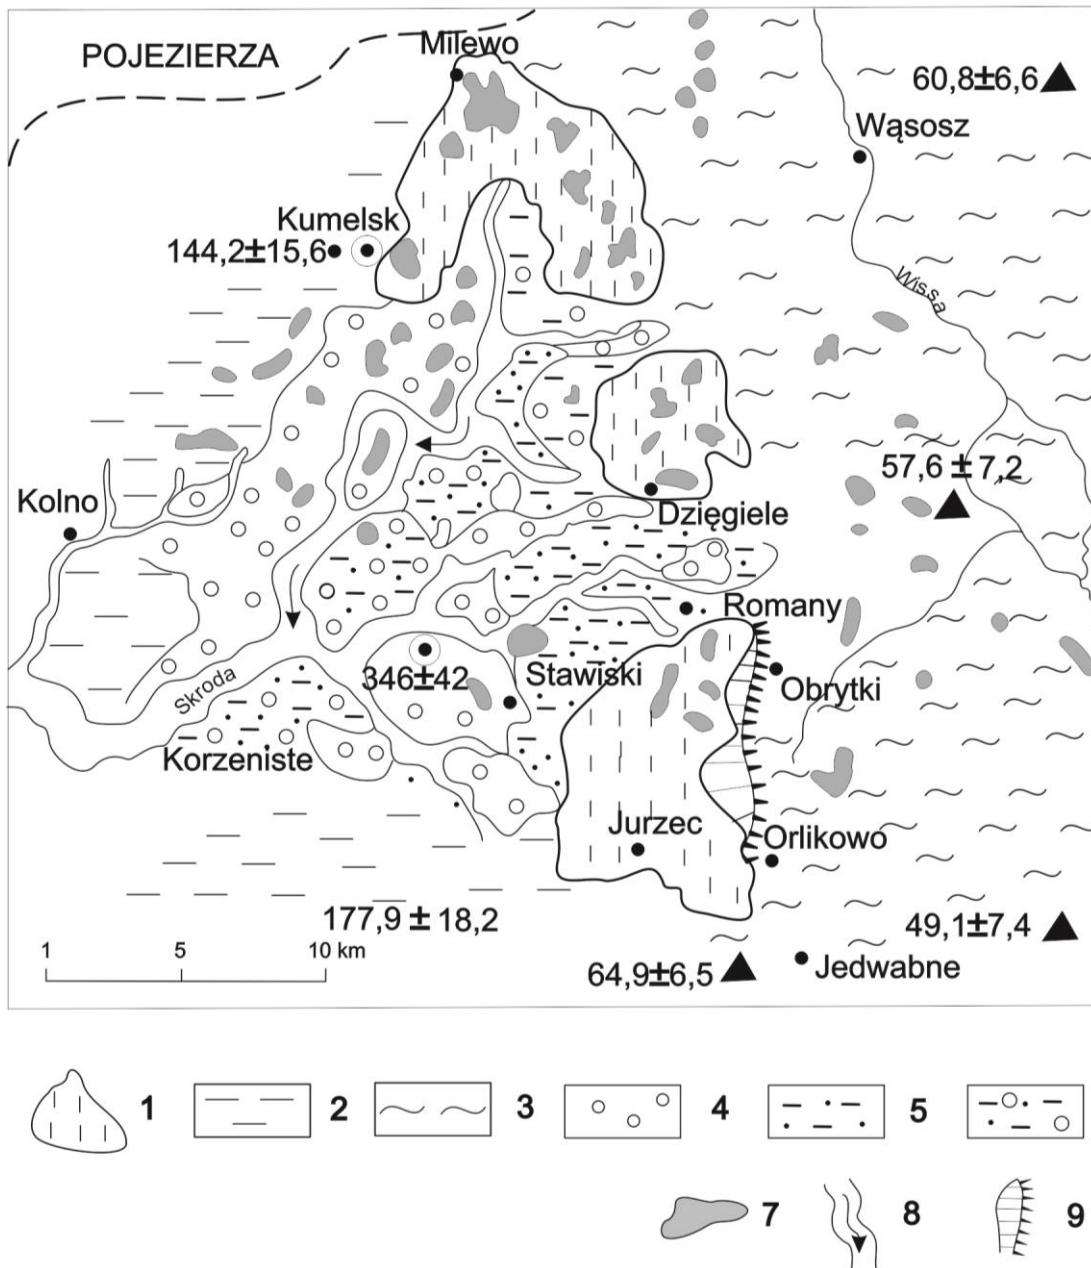 POJEZIERZA
Milewo
60,8±6,6
Wąsosz
Kumelsk
144,2±15,6
Wissa
57,6 ±7,2
Kolno
Dzięgiele
Romany
346±42
Stawiski
Obrytki
Skroda
Korzeniste
Jurzec
Orlikowo
177,9 ± 18,2
49,1±7,4
1 5 10 km
64,9±6,5
Jedwabne
1 2 3 4 5
7 8 9